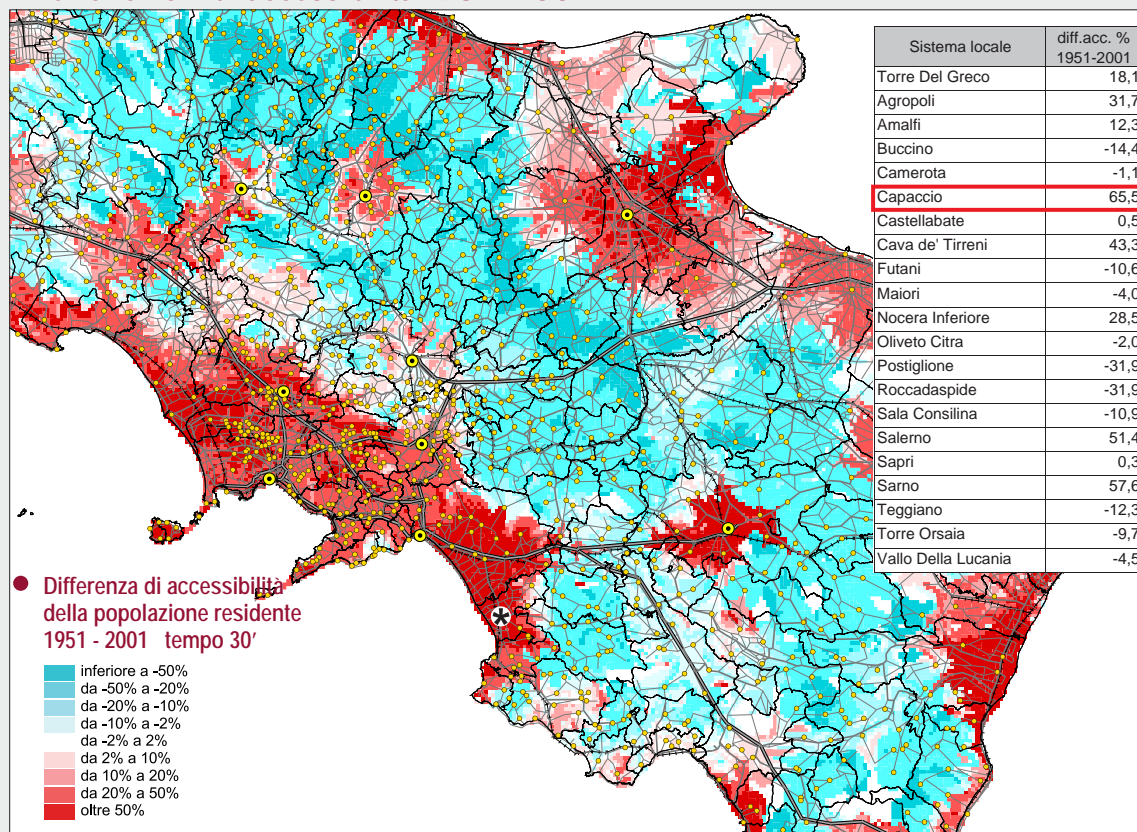 Sistema locale diff.acc. % 1951-2001
Torre Del Greco 18,1
Agropoli 31,7
Amalfi 12,3
Buccino -14,4
Camerota -1,1
Capaccio 65,5
Castellabate 0,5
Cava de' Tirreni 43,3
Futani -10,6
Maiori -4,0
Nocera Inferiore 28,5
Oliveto Citra -2,0
Postiglione -31,9
Roccadaspide -31,9
Sala Consilina -10,9
Salerno 51,4
Sapri 0,3
Sarno 57,6
Teggiano -12,3
Torre Orsaia -9,7
Vallo Della Lucania -4,5
Differenza di accessibilità
della popolazione residente
1951 - 2001 tempo 30'
inferiore a -50%
da -50% a -20%
da -20% a -10%
da -10% a -2%
da -2% a 2%
da 2% a 10%
da 10% a 20%
da 20% a 50%
oltre 50%